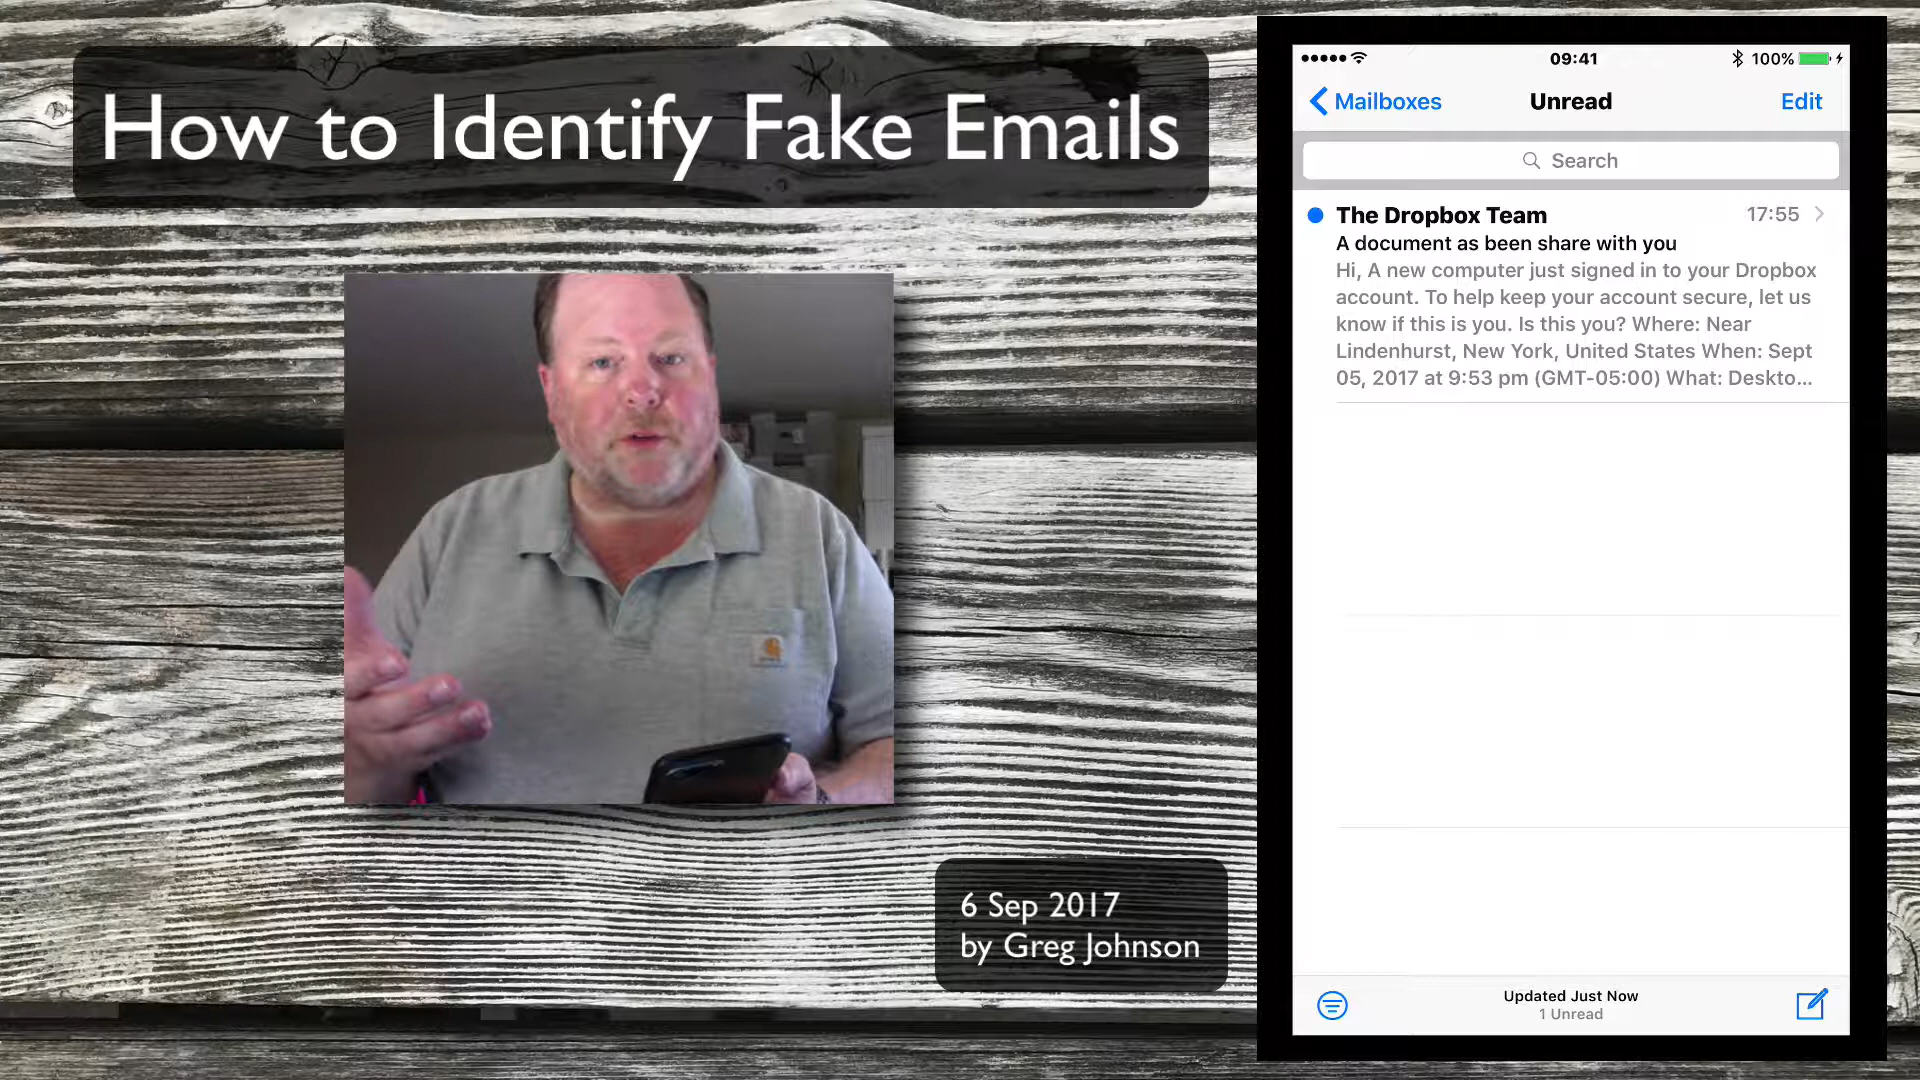 How to Identify Fake Emails
09:41
100%
Mailboxes
Unread
Edit
Search
The Dropbox Team
17:55
A document as been share with you
Hi, A new computer just signed in to your Dropbox
account. To help keep your account secure, let us
know if this is you. Is this you? Where: Near
Lindenhurst, New York, United States When: Sept
05, 2017 at 9:53 pm (GMT-05:00) What: Deskto...
6 Sep 2017
by Greg Johnson
Updated Just Now
1 Unread